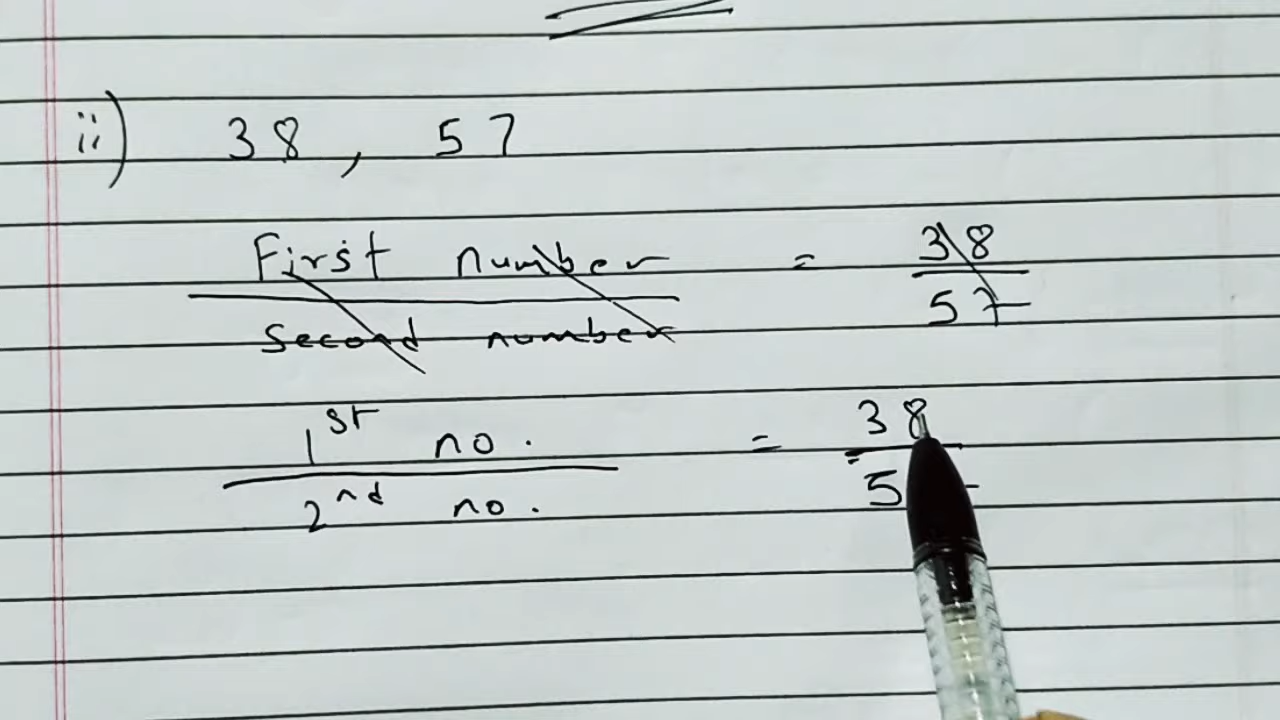 ii) 38 , 57
First number = 38
Second number 57
1st no. = 38
2nd no. 5